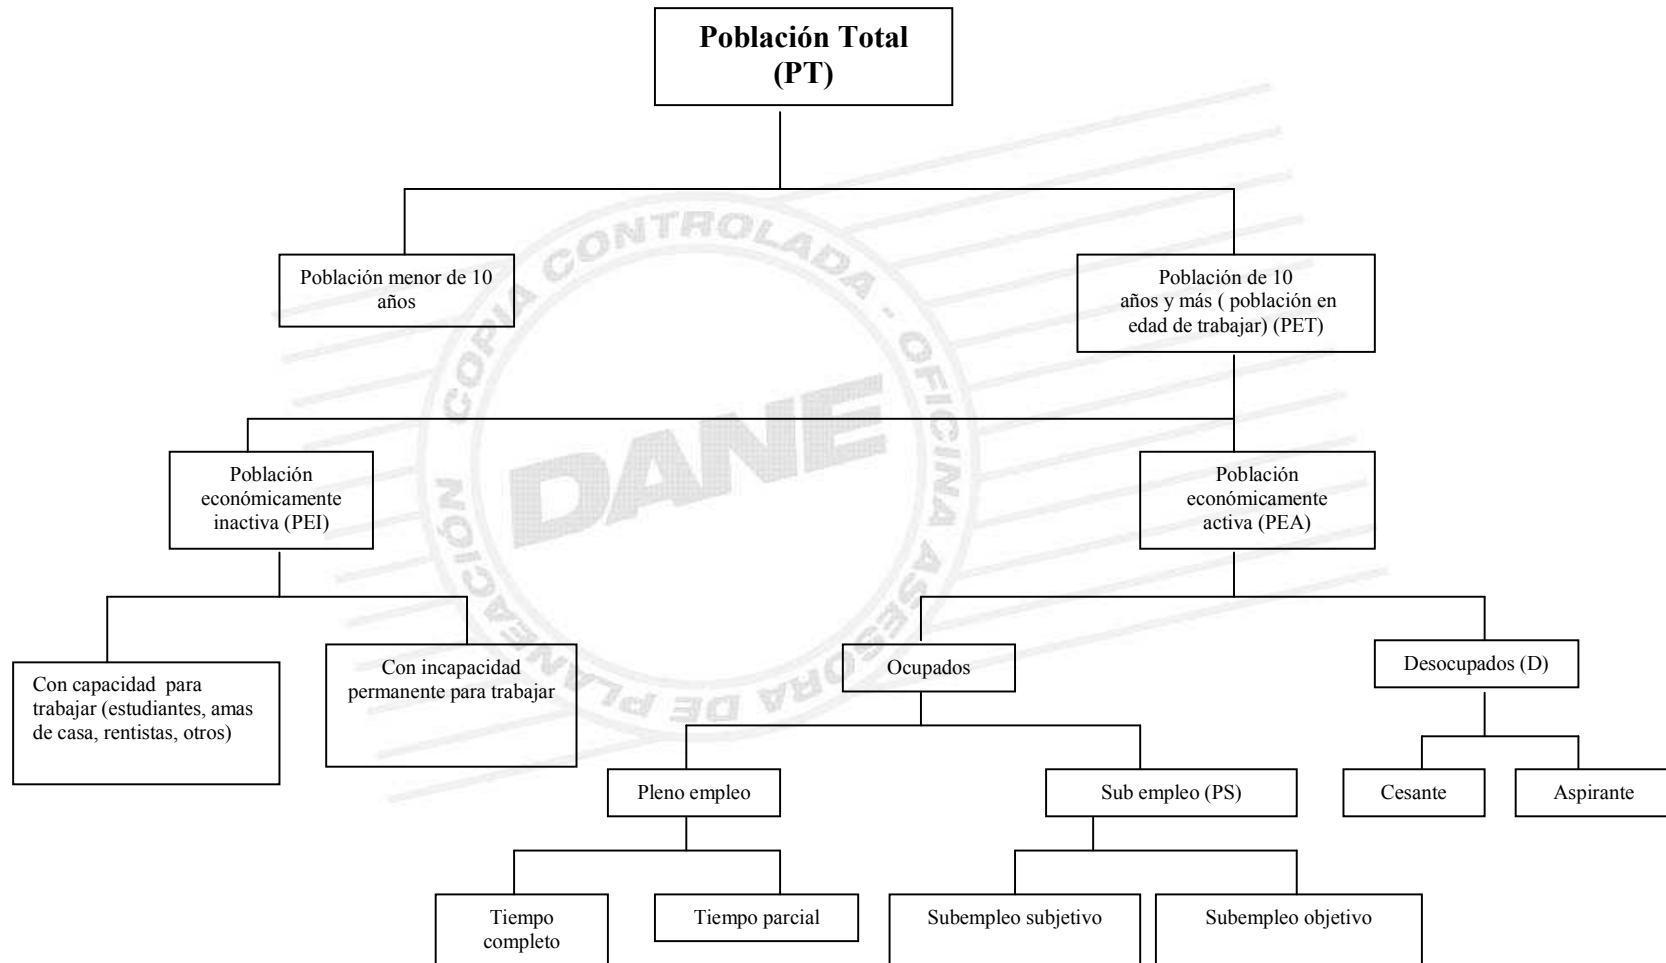 Población Total
(PT)
Población menor de 10
años
Población de 10
años y más ( población en
edad de trabajar) (PET)
COPIA CONTROLADA - OFICINA ASESORA DE PLANEACIÓN
DANE
Población
económicamente
inactiva (PEI)
Población
económicamente
activa (PEA)
Con capacidad para
trabajar (estudiantes, amas
de casa, rentistas, otros)
Con incapacidad
permanente para trabajar
Ocupados
Desocupados (D)
Pleno empleo
Sub empleo (PS)
Cesante
Aspirante
Tiempo
completo
Tiempo parcial
Subempleo subjetivo
Subempleo objetivo